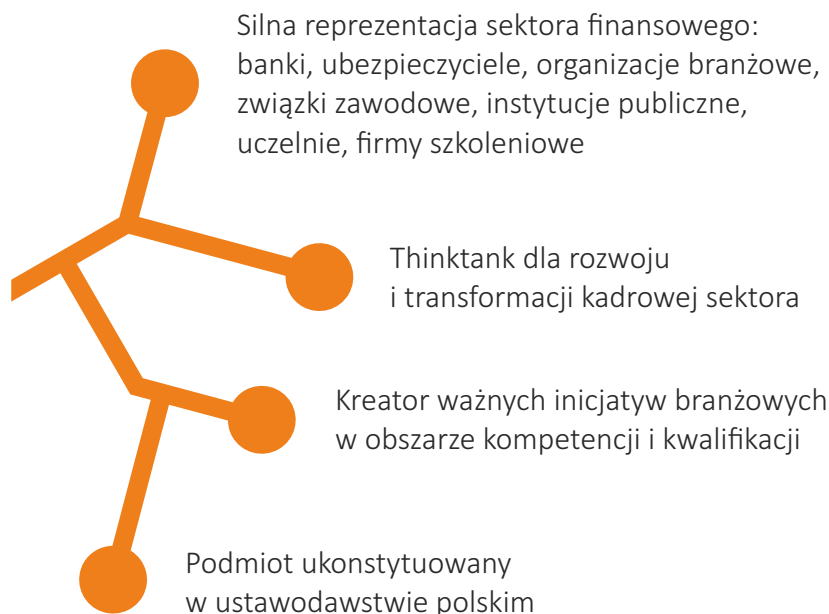 Silna reprezentacja sektora finansowego:
banki, ubezpieczyciele, organizacje branżowe,
związki zawodowe, instytucje publiczne,
uczelnie, firmy szkoleniowe
Thinktank dla rozwoju
i transformacji kadrowej sektora
Kreator ważnych inicjatyw branżowych
w obszarze kompetencji i kwalifikacji
Podmiot ukonstytuowany
w ustawodawstwie polskim